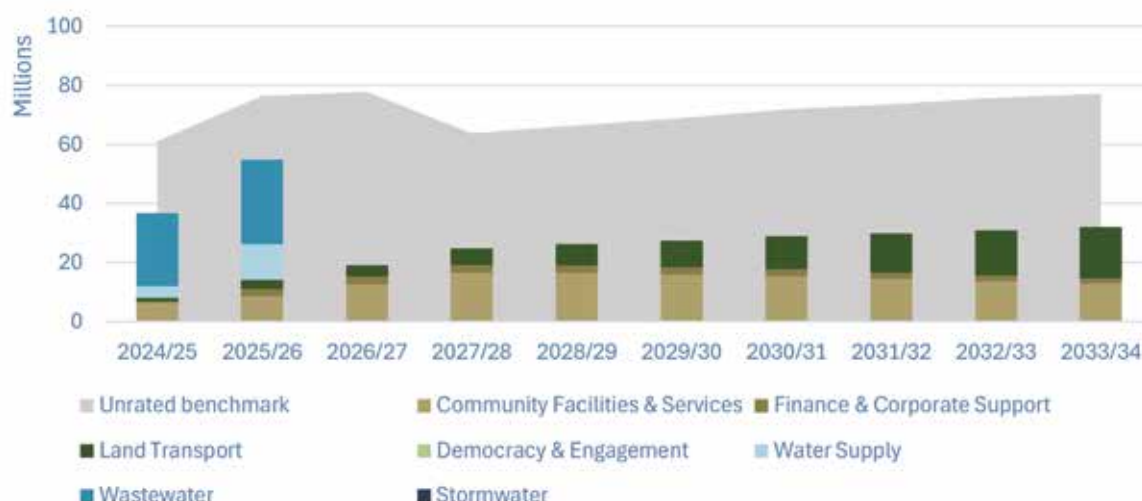 Millions
100
80
60
40
20
0
2024/25 2025/26 2026/27 2027/28 2028/29 2029/30 2030/31 2031/32 2032/33 2033/34
Unrated benchmark Community Facilities & Services Finance & Corporate Support
Land Transport Democracy & Engagement Water Supply
Wastewater Stormwater